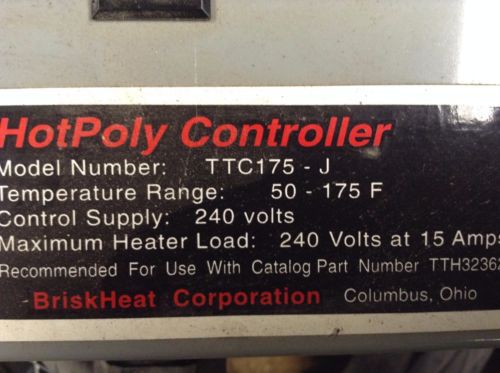 HotPoly Controller
Model Number: TTC175 - J
Temperature Range: 50 - 175 F
Control Supply: 240 volts
Maximum Heater Load: 240 Volts at 15 Amps
Recommended For Use With Catalog Part Number TTH32362
BriskHeat Corporation Columbus, Ohio